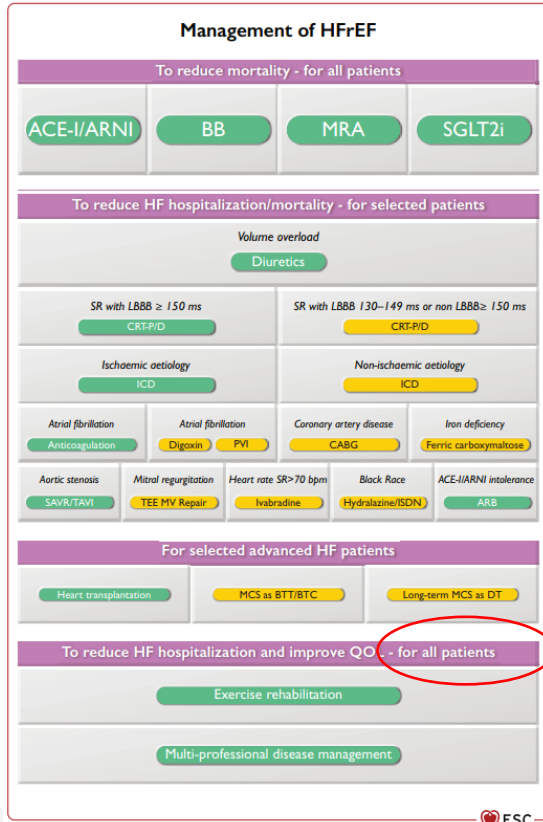 Management of HFrEF
To reduce mortality - for all patients
ACE-I/ARNI
BB
MRA
SGLT2i
To reduce HF hospitalization/mortality - for selected patients
Volume overload
Diuretics
SR with LBBB ≥ 150 ms
CRT-P/D
SR with LBBB 130–149 ms or non LBBB≥ 150 ms
CRT-P/D
Ischaemic aetiology
ICD
Non-ischaemic aetiology
ICD
Atrial fibrillation
Anticoagulation
Atrial fibrillation
Digoxin
PVI
Coronary artery disease
CABG
Iron deficiency
Ferric carboxymaltose
Aortic stenosis
SAVR/TAVI
Mitral regurgitation
TEE MV Repair
Heart rate SR>70 bpm
Ivabradine
Black Race
Hydralazine/ISDN
ACE-I/ARNI intolerance
ARB
For selected advanced HF patients
Heart transplantation
MCS as BTT/BTC
Long-term MCS as DT
To reduce HF hospitalization and improve QOL - for all patients
Exercise rehabilitation
Multi-professional disease management
ESC